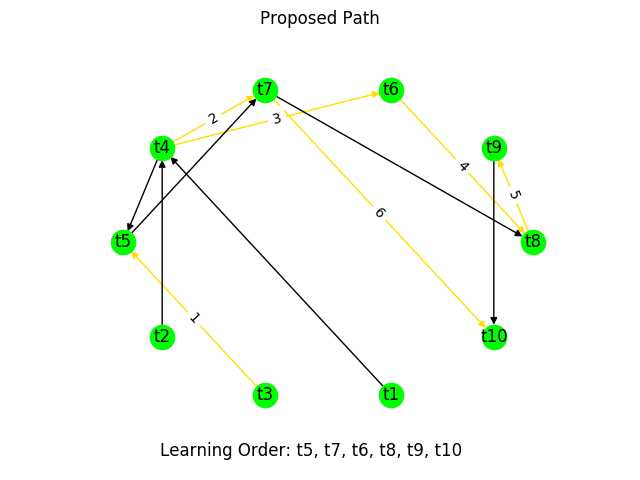 Proposed Path
t7
t6
2
3
t4
t9
4
5
6
t5
t8
1
t2
t10
t3
t1
Learning Order: t5, t7, t6, t8, t9, t10